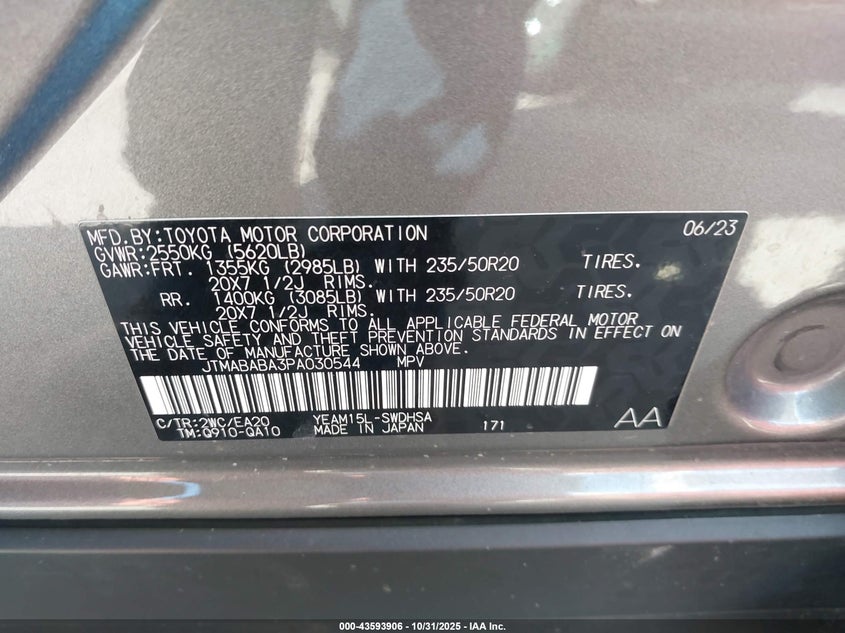 MFD.BY:TOYOTA MOTOR CORPORATION 06/23
GVWR:2550KG (5620LB)
GAWR:FRT. 1355KG (2985LB) WITH 235/50R20 TIRES.
20X7 1/2J RIMS.
RR. 1400KG (3085LB) WITH 235/50R20 TIRES.
20X7 1/2J RIMS.
THIS VEHICLE CONFORMS TO ALL APPLICABLE FEDERAL MOTOR
VEHICLE SAFETY AND THEFT PREVENTION STANDARDS IN EFFECT ON
THE DATE OF MANUFACTURE SHOWN ABOVE.
JTMABABA3PA030544 MPV
C/TR:2WC/EA20 YEAM15L-SWDHSA
TM:Q910-QA10 MADE IN JAPAN 171 AA
000-43593906 - 10/31/2025 - IAA Inc.